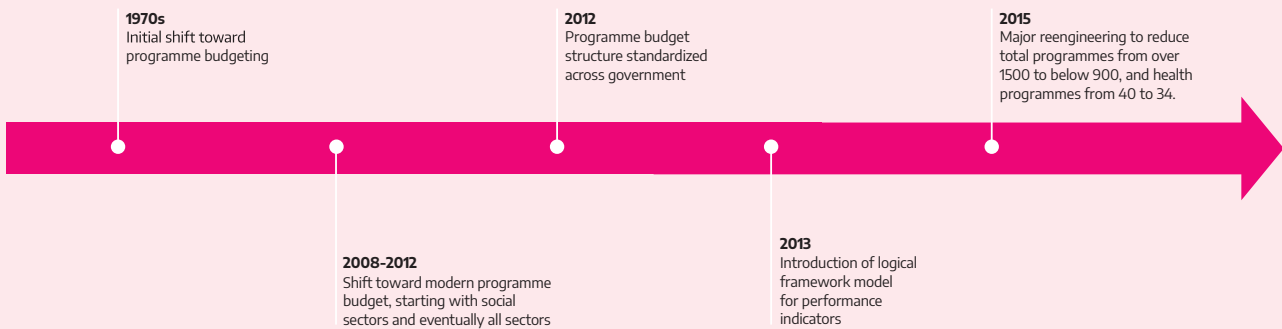 1970s
Initial shift toward
programme budgeting
2008-2012
Shift toward modern programme
budget, starting with social
sectors and eventually all sectors
2012
Programme budget
structure standardized
across government
2013
Introduction of logical
framework model
for performance
indicators
2015
Major reengineering to reduce
total programmes from over
1500 to below 900, and health
programmes from 40 to 34.